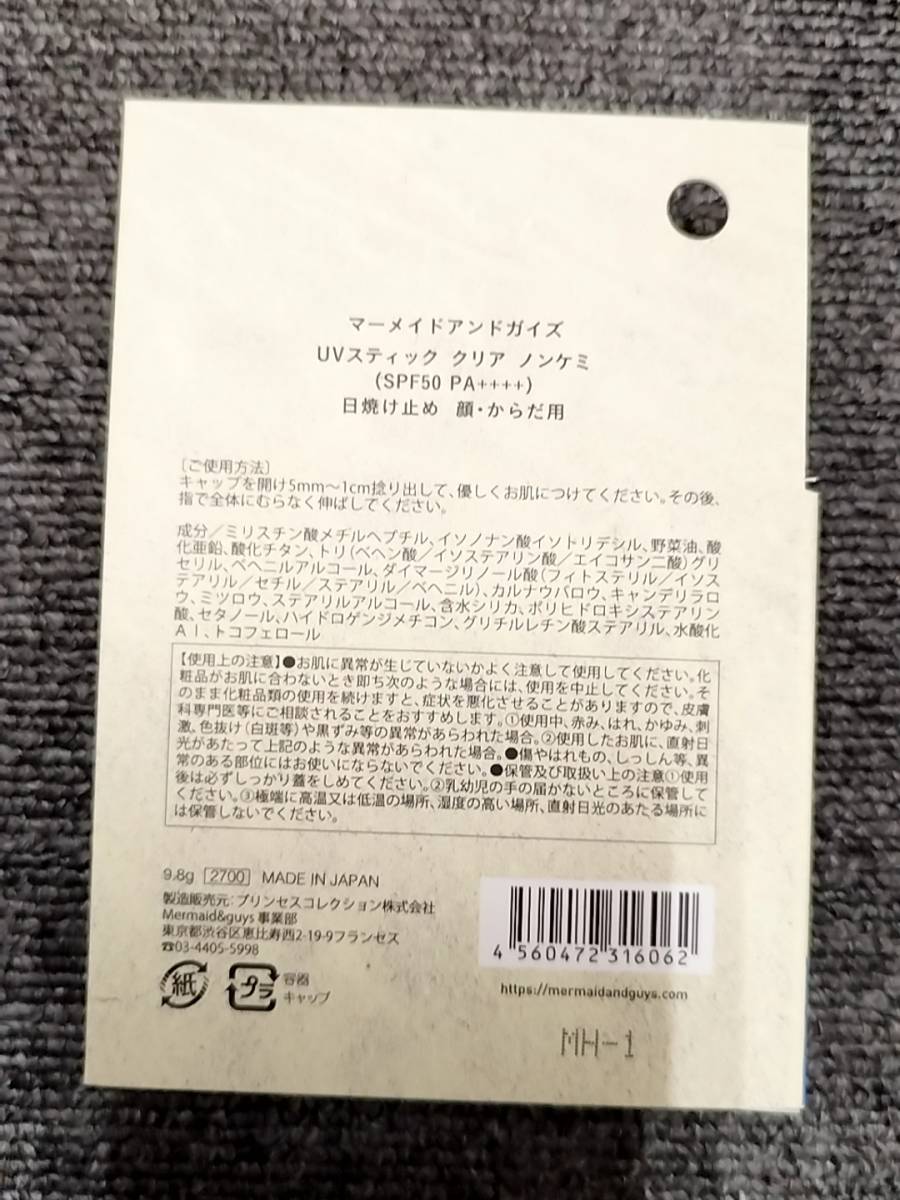 マーメイドアンドガイズ
UVスティック クリア ノンケミ
(SPF50 PA++++)
日焼け止め 顔・からだ用
〔ご使用方法〕
キャップを開け5mm〜1cm捻り出して、優しくお肌につけてください。その後、
指で全体にむらなく伸ばしてください。
成分／ミリスチン酸メチルヘプチル、イソノナン酸イソトリデシル、野菜油、酸
化亜鉛、酸化チタン、トリ（ベヘン酸／イソステアリン酸／エイコサン二酸）グリ
セリル、ベヘニルアルコール、ダイマージリノール酸（フィトステリル／イソス
テアリル／セチル／ステアリル／ベヘニル）、カルナウバロウ、キャンデリラロ
ウ、ミツロウ、ステアリルアルコール、含水シリカ、ポリヒドロキシステアリン
酸、セタノール、ハイドロゲンジメチコン、グリチルレチン酸ステアリル、水酸化
Ａｌ、トコフェロール
【使用上の注意】●お肌に異常が生じていないかよく注意して使用してください。化
粧品がお肌に合わないとき即ち次のような場合には、使用を中止してください。そ
のまま化粧品類の使用を続けますと、症状を悪化させることがありますので、皮膚
科専門医等にご相談されることをおすすめします。①使用中、赤み、はれ、かゆみ、刺
激、色抜け（白斑等）や黒ずみ等の異常があらわれた場合。②使用したお肌に、直射日
光があたって上記のような異常があらわれた場合。●傷やはれもの、しっしん等、異
常のある部位にはお使いにならないでください。●保管及び取扱い上の注意①使用
後は必ずしっかり蓋をしめてください。②乳幼児の手の届かないところに保管して
ください。③極端に高温又は低温の場所、湿度の高い場所、直射日光のあたる場所に
は保管しないでください。
9.8g 2700 MADE IN JAPAN
製造販売元：プリンセスコレクション株式会社
Mermaid&guys 事業部
東京都渋谷区恵比寿西2-19-9フランセス
☎03-4405-5998
紙 プラ 容器
キャップ
4 560472 316062
https://mermaidandguys.com
MH-1